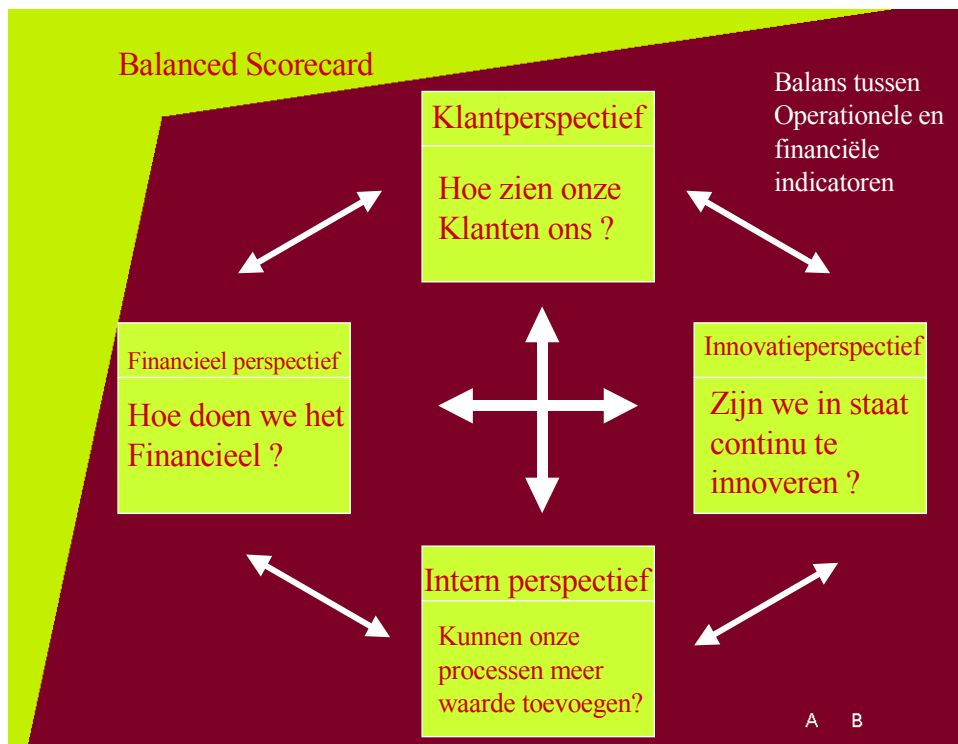 Balanced Scorecard
Balans tussen
Operationele en
financiële
indicatoren
Klantperspectief
Hoe zien onze
Klanten ons ?
Financieel perspectief
Hoe doen we het
Financieel ?
Innovatieperspectief
Zijn we in staat
continu te
innoveren ?
Intern perspectief
Kunnen onze
processen meer
waarde toevoegen?
A B